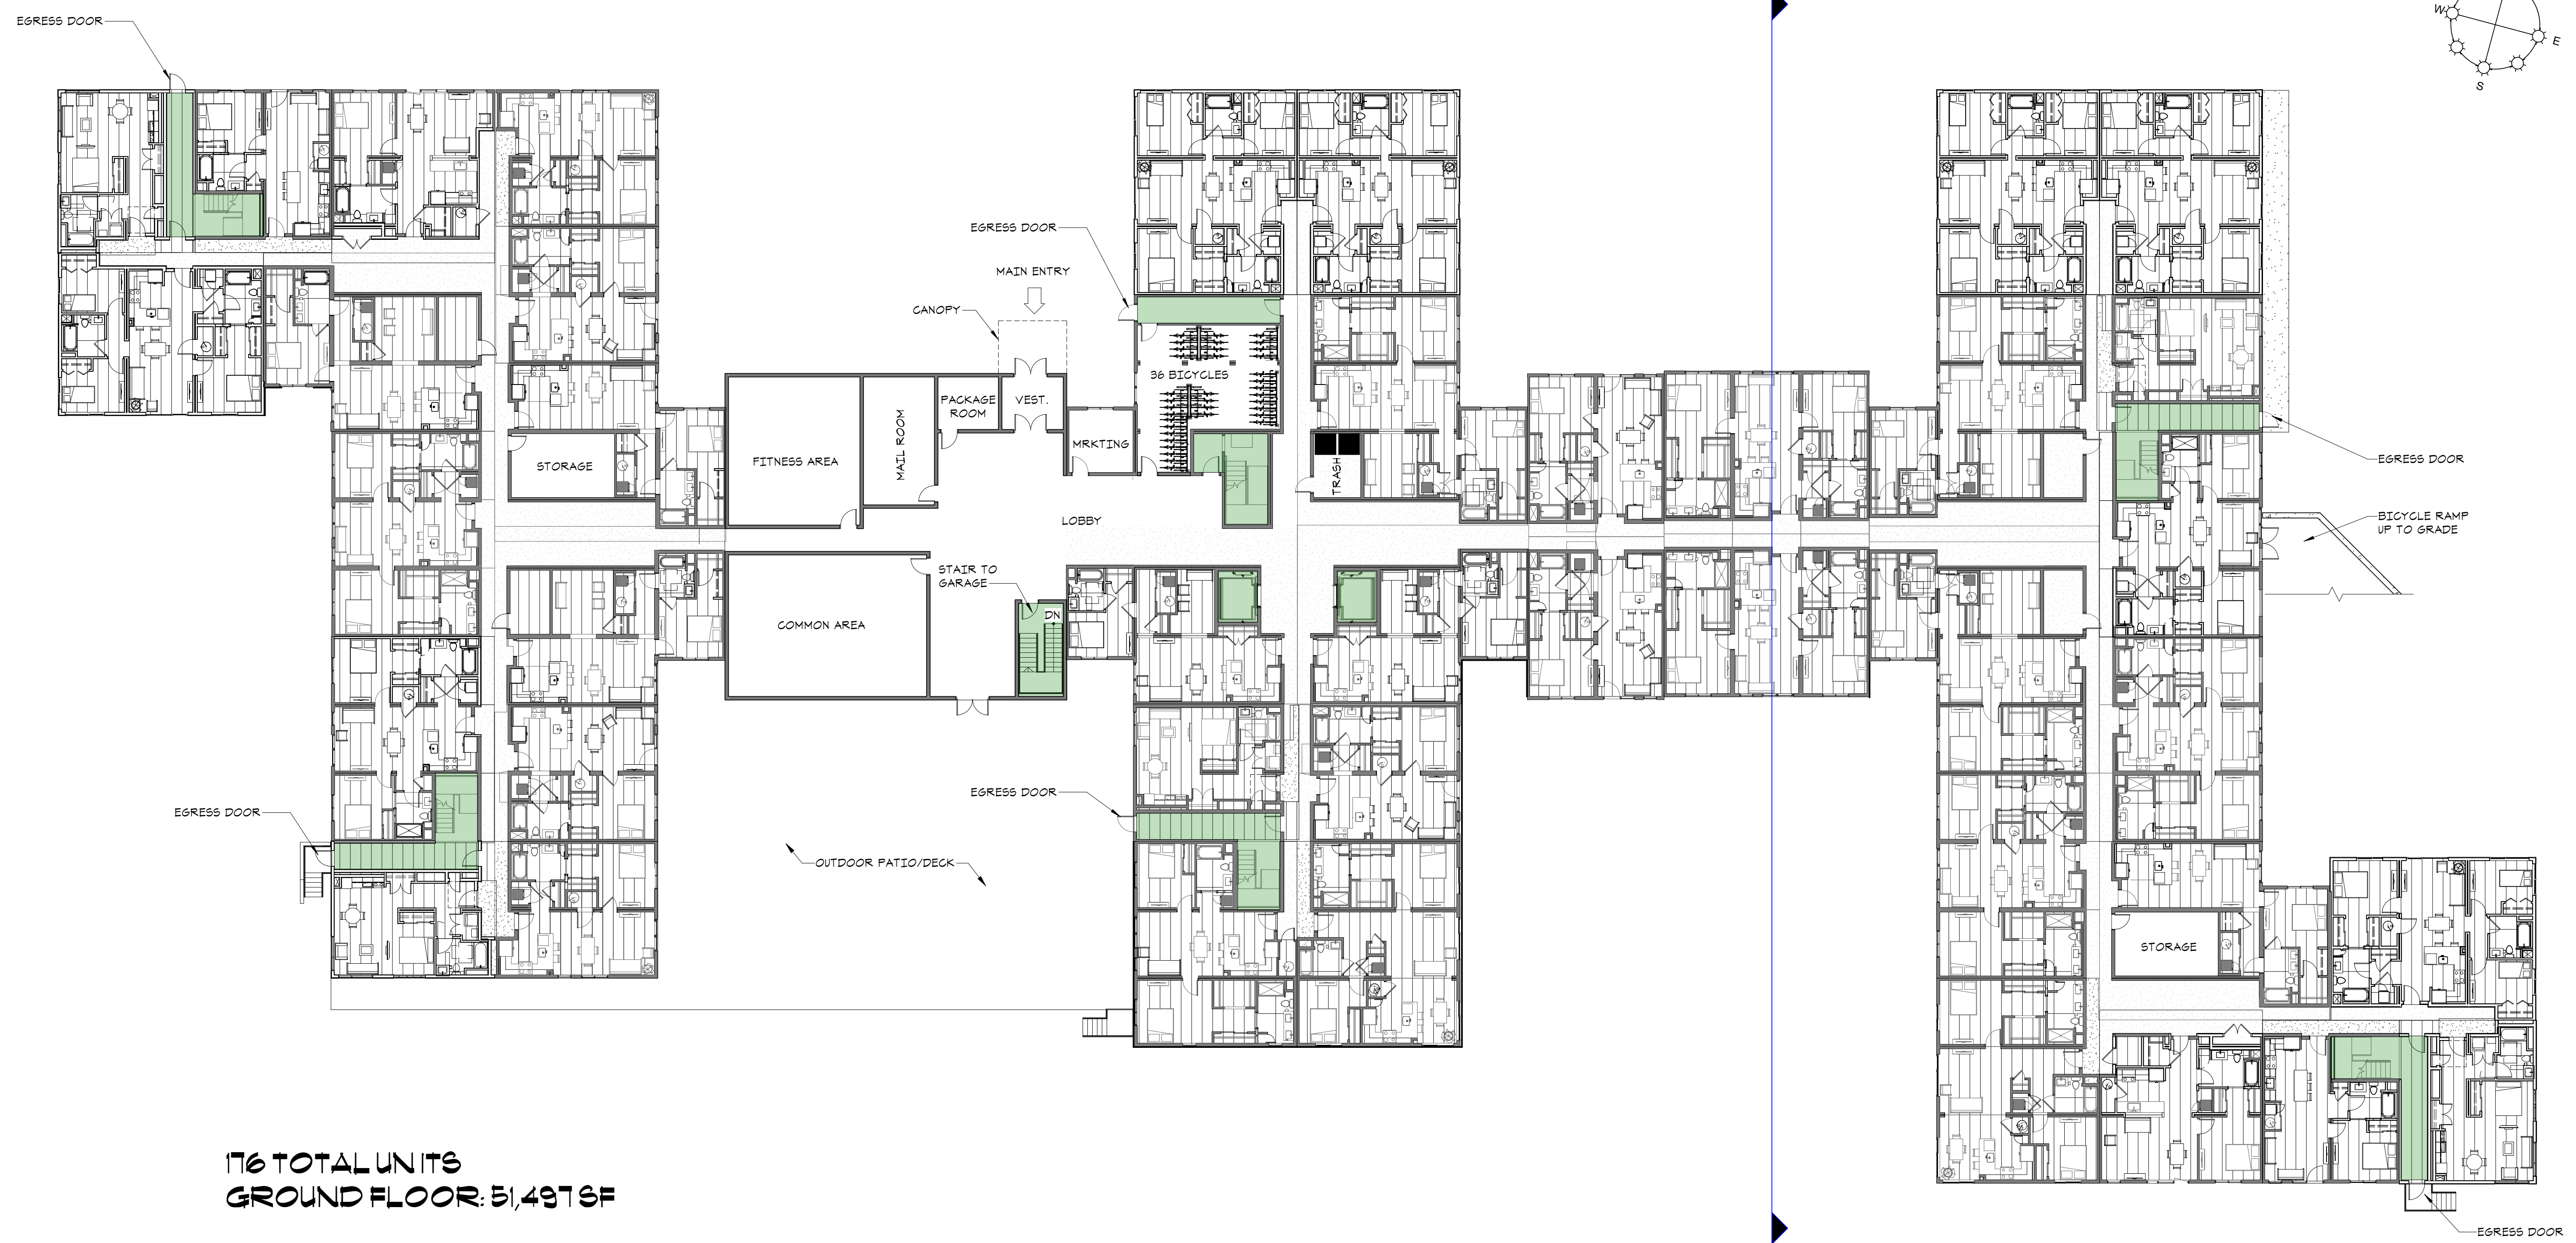 EGRESS DOOR
W
E
S
EGRESS DOOR
MAIN ENTRY
CANOPY
36 BICYCLES
PACKAGE
ROOM
VEST.
MAIL ROOM
MRKTING
FITNESS AREA
STORAGE
TRASH
EGRESS DOOR
LOBBY
BICYCLE RAMP
UP TO GRADE
STAIR TO
GARAGE
DN
COMMON AREA
EGRESS DOOR
EGRESS DOOR
OUTDOOR PATIO/DECK
STORAGE
176 TOTAL UNITS
GROUND FLOOR: 51,497 SF
EGRESS DOOR